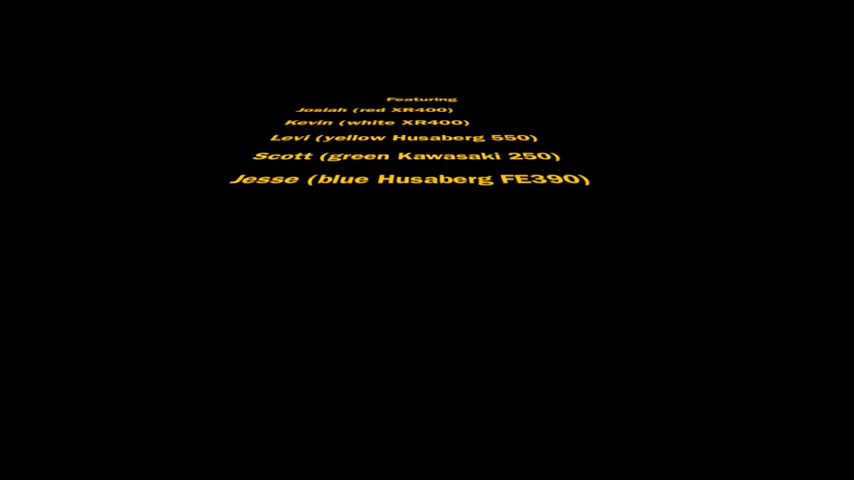 Featuring
Josiah (red XR400)
Kevin (white XR400)
Levi (yellow Husaberg 550)
Scott (green Kawasaki 250)
Jesse (blue Husaberg FE390)